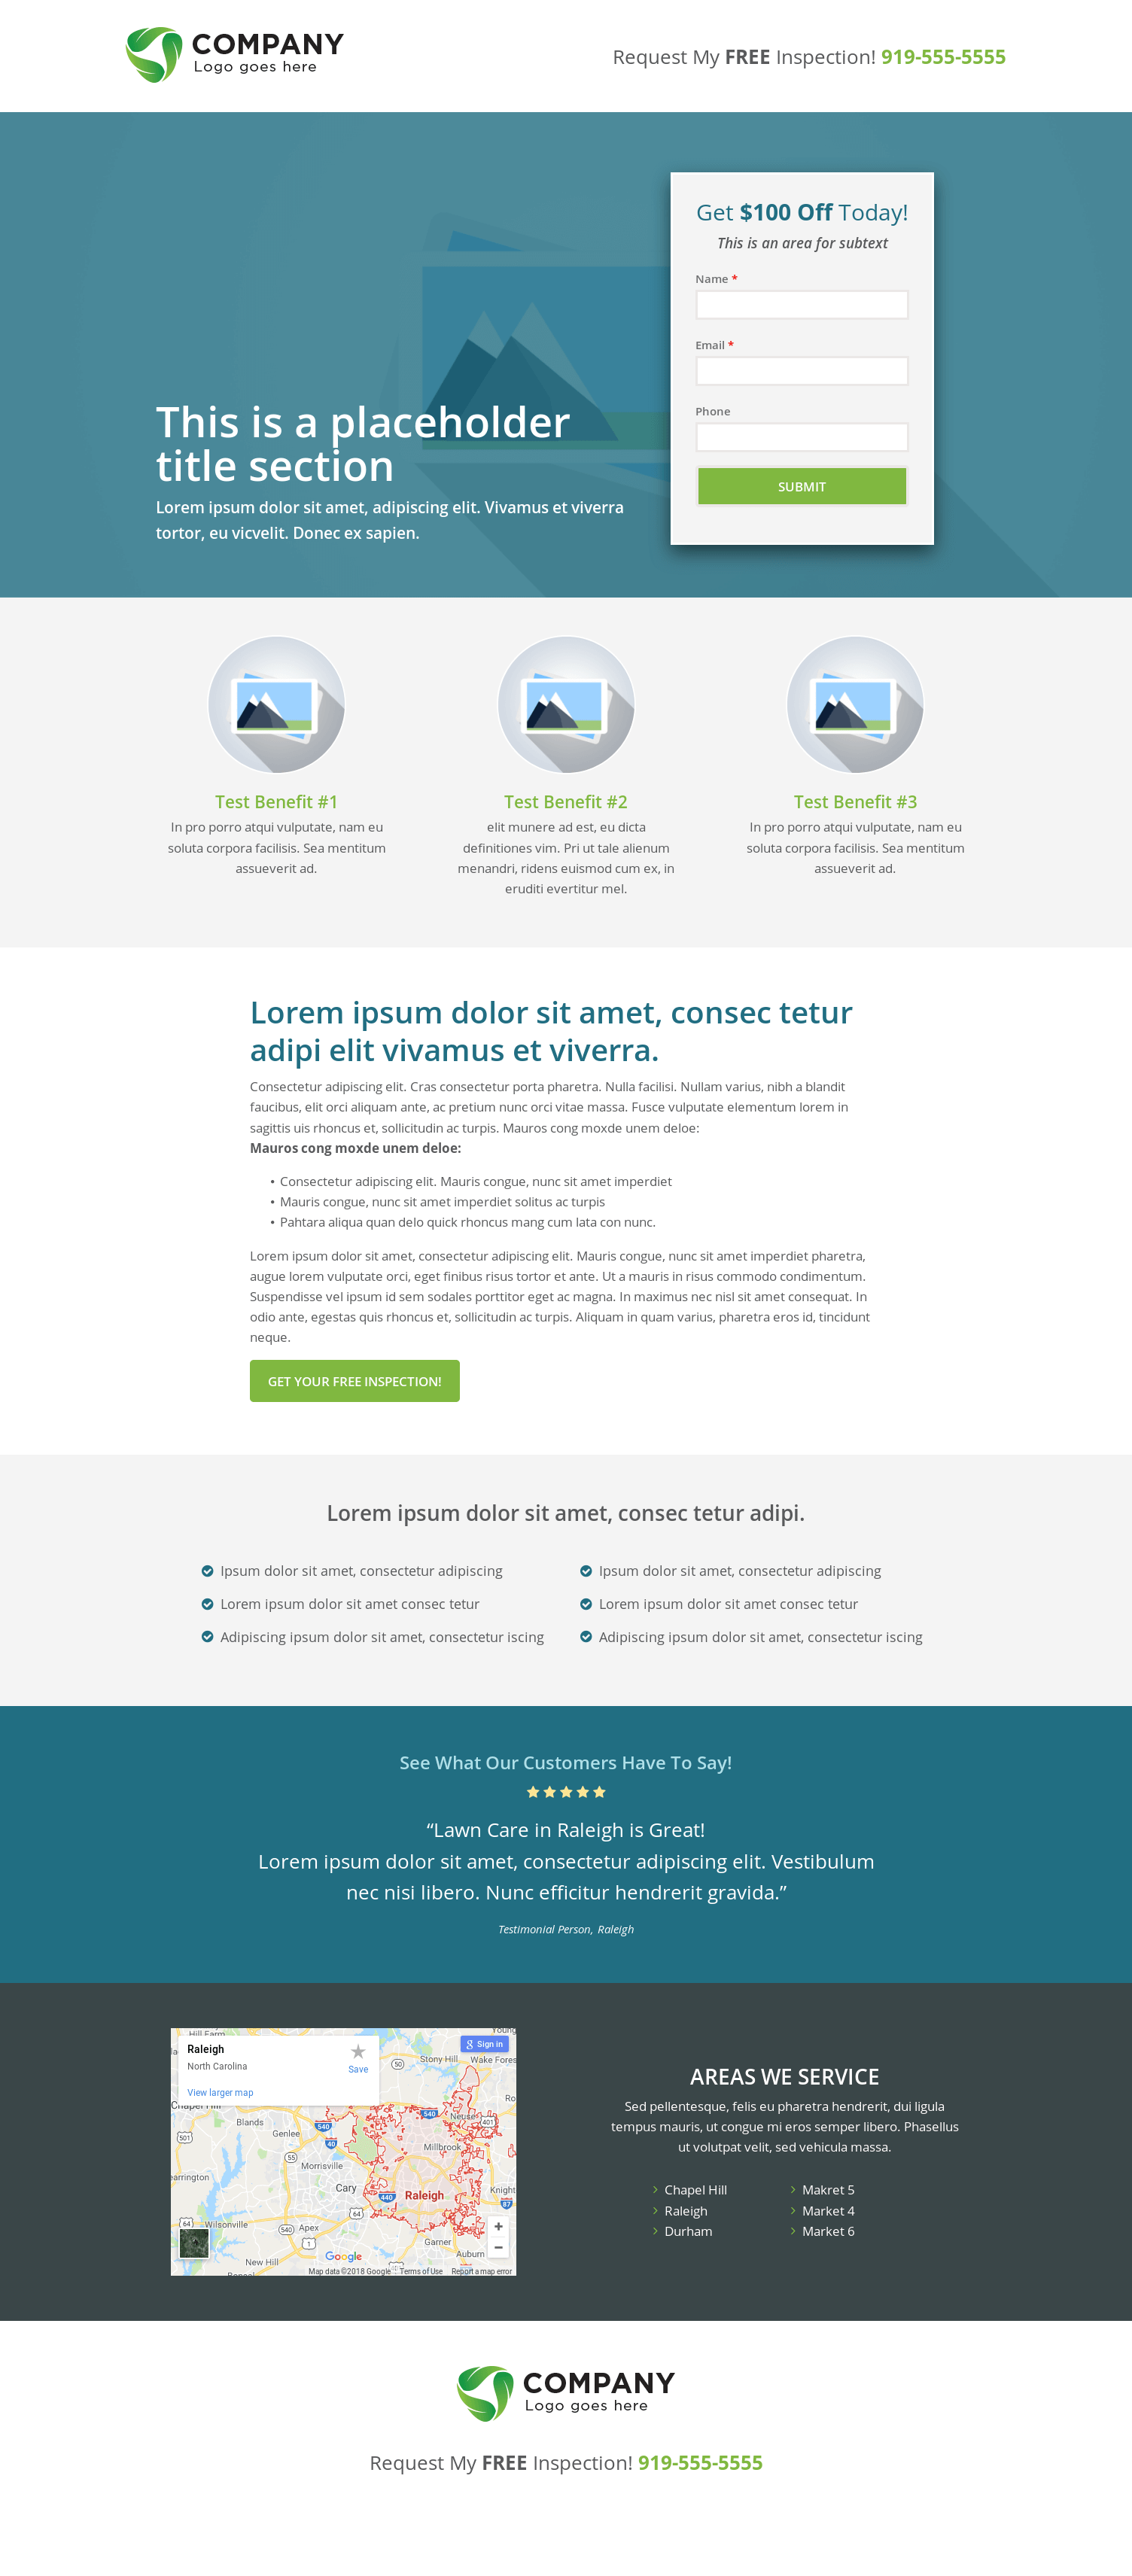 COMPANY
Logo goes here
Request My FREE Inspection! 919-555-5555
Get $100 Off Today!
This is an area for subtext
Name *
Email *
Phone
SUBMIT
This is a placeholder
title section
Lorem ipsum dolor sit amet, adipiscing elit. Vivamus et viverra
tortor, eu vicvelit. Donec ex sapien.
Test Benefit #1
In pro porro atqui vulputate, nam eu
soluta corpora facilisis. Sea mentitum
assueverit ad.
Test Benefit #2
elit munere ad est, eu dicta
definitiones vim. Pri ut tale alienum
menandri, ridens euismod cum ex, in
eruditi evertitur mel.
Test Benefit #3
In pro porro atqui vulputate, nam eu
soluta corpora facilisis. Sea mentitum
assueverit ad.
Lorem ipsum dolor sit amet, consec tetur
adipi elit vivamus et viverra.
Consectetur adipiscing elit. Cras consectetur porta pharetra. Nulla facilisi. Nullam varius, nibh a blandit
faucibus, elit orci aliquam ante, ac pretium nunc orci vitae massa. Fusce vulputate elementum lorem in
sagittis uis rhoncus et, sollicitudin ac turpis. Mauros cong moxde unem deloe:
Mauros cong moxde unem deloe:
• Consectetur adipiscing elit. Mauris congue, nunc sit amet imperdiet
• Mauris congue, nunc sit amet imperdiet solitus ac turpis
• Pahtara aliqua quan delo quick rhoncus mang cum lata con nunc.
Lorem ipsum dolor sit amet, consectetur adipiscing elit. Mauris congue, nunc sit amet imperdiet pharetra,
augue lorem vulputate orci, eget finibus risus tortor et ante. Ut a mauris in risus commodo condimentum.
Suspendisse vel ipsum id sem sodales porttitor eget ac magna. In maximus nec nisl sit amet consequat. In
odio ante, egestas quis rhoncus et, sollicitudin ac turpis. Aliquam in quam varius, pharetra eros id, tincidunt
neque.
GET YOUR FREE INSPECTION!
Lorem ipsum dolor sit amet, consec tetur adipi.
Ipsum dolor sit amet, consectetur adipiscing
Lorem ipsum dolor sit amet consec tetur
Adipiscing ipsum dolor sit amet, consectetur iscing
Ipsum dolor sit amet, consectetur adipiscing
Lorem ipsum dolor sit amet consec tetur
Adipiscing ipsum dolor sit amet, consectetur iscing
See What Our Customers Have To Say!
“Lawn Care in Raleigh is Great!
Lorem ipsum dolor sit amet, consectetur adipiscing elit. Vestibulum
nec nisi libero. Nunc efficitur hendrerit gravida.”
Testimonial Person, Raleigh
Raleigh
North Carolina
Save
View larger map
Sign in
50
Stony Hill
Wake Fores
Blands
540
540
Neuse
401
501
Genlee
40
55
Millbrook
Morrisville
earrington
Cary
440
Raleigh
Knight
87
64
64
Wilsonville
540
Apex
1
Garner
Auburn
New Hill
Google
Map data ©2018 Google
Terms of Use
Report a map error
AREAS WE SERVICE
Sed pellentesque, felis eu pharetra hendrerit, dui ligula
tempus mauris, ut congue mi eros semper libero. Phasellus
ut volutpat velit, sed vehicula massa.
Chapel Hill
Raleigh
Durham
Makret 5
Market 4
Market 6
COMPANY
Logo goes here
Request My FREE Inspection! 919-555-5555